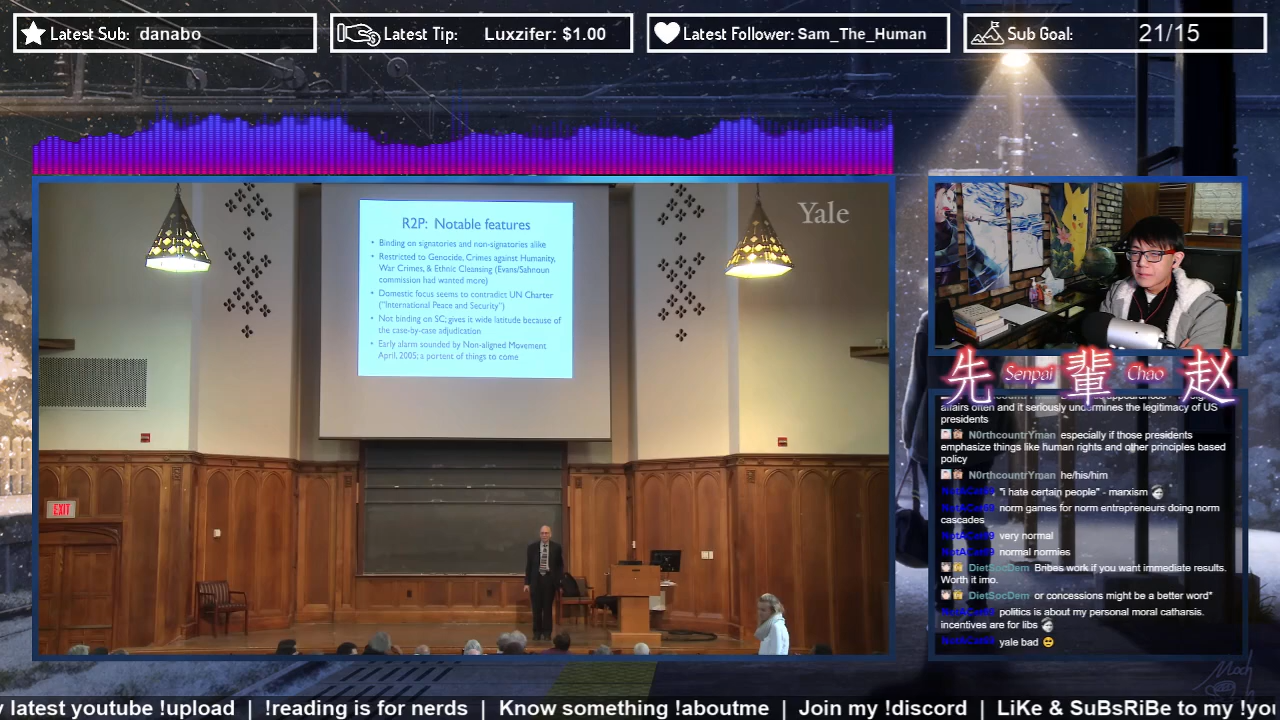 Latest Sub: danabo
Latest Tip: Luxzifer: $1.00
Latest Follower: Sam_The_Human
Sub Goal: 21/15
Yale
R2P: Notable features
• Binding on signatories and non-signatories alike
• Restricted to Genocide, Crimes against Humanity,
War Crimes, & Ethnic Cleansing (Evans/Sahnoun
commission had wanted more)
• Domestic focus seems to contradict UN Charter
("International Peace and Security")
• Not binding on SC; gives it wide latitude because of
the case-by-case adjudication
• Early alarm sounded by Non-aligned Movement
April, 2005; a portent of things to come
EXIT
先 Senpai 輩 Chao 赵
affairs often and it seriously undermines the legitimacy of US
presidents
N0rthcountrYman especially if those presidents
emphasize things like human rights and other principles based
policy
N0rthcountrYman he/his/him
"i hate certain people" - marxism
norm games for norm entrepreneurs doing norm
cascades
very normal
normal normies
DietSocDem Bribes work if you want immediate results.
Worth it imo.
DietSocDem or concessions might be a better word*
politics is about my personal moral catharsis.
incentives are for libs
yale bad
Moch
y latest youtube !upload | !reading is for nerds | Know something !aboutme | Join my !discord | LiKe & SuBsRiBe to my !you